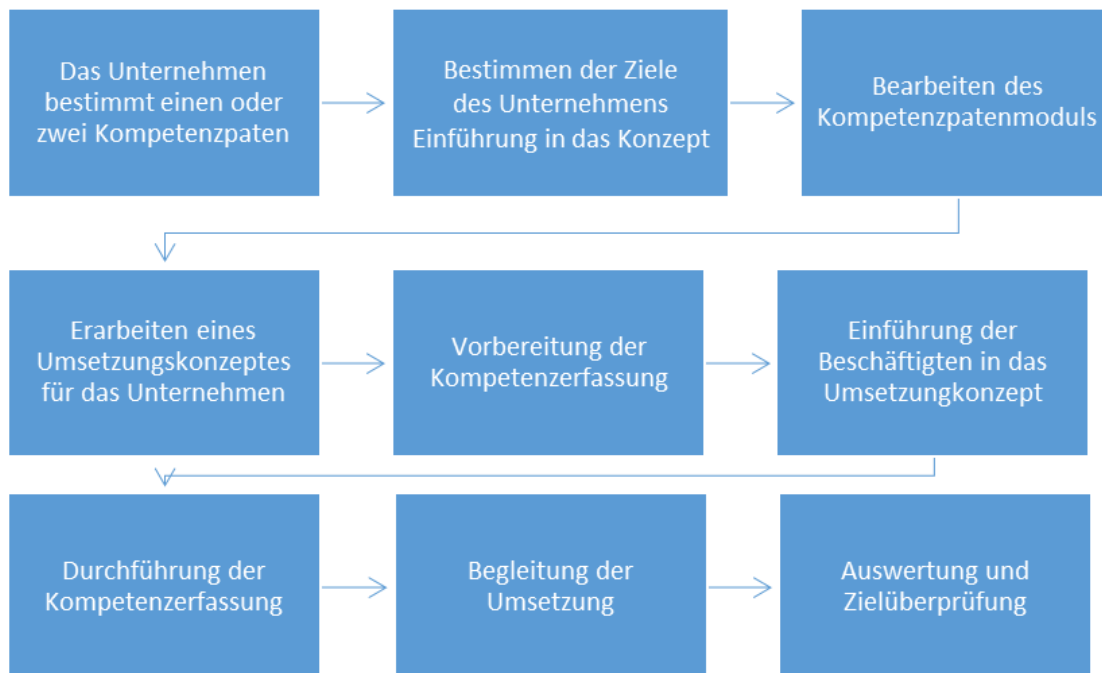 Das Unternehmen
bestimmt einen oder
zwei Kompetenzpaten
Bestimmen der Ziele
des Unternehmens
Einführung in das Konzept
Bearbeiten des
Kompetenzpatenmoduls
Erarbeiten eines
Umsetzungskonzeptes
für das Unternehmen
Vorbereitung der
Kompetenzerfassung
Einführung der
Beschäftigten in das
Umsetzungkonzept
Durchführung der
Kompetenzerfassung
Begleitung der
Umsetzung
Auswertung und
Zielüberprüfung